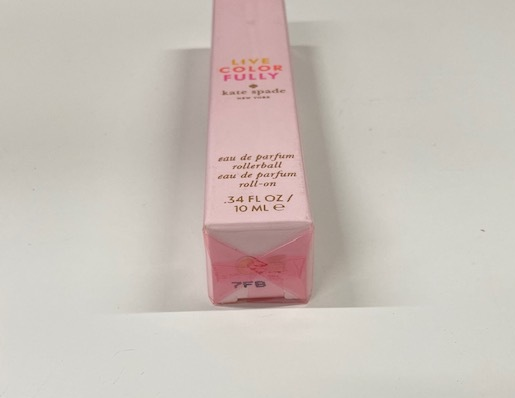 LIVE
COLOR
FULLY
kate spade
NEW YORK
eau de parfum
rollerball
eau de parfum
roll-on
.34 FL OZ /
10 ML ℮
7FB